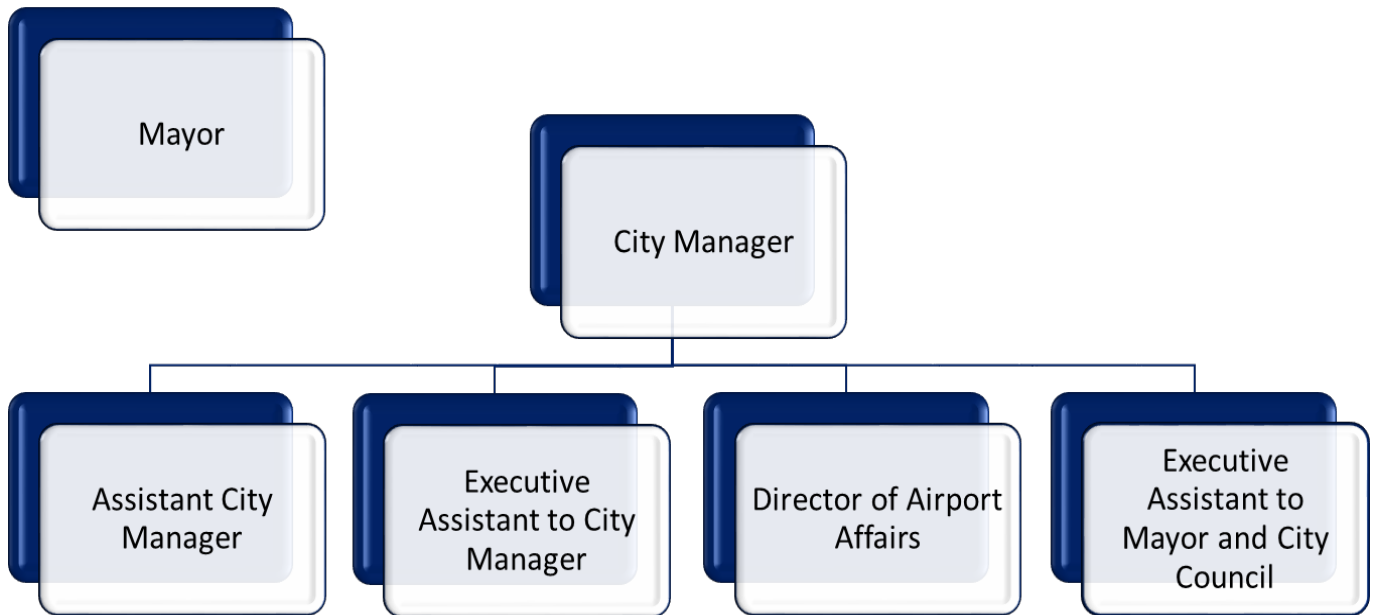 Mayor
City Manager
Assistant City
Manager
Executive
Assistant to City
Manager
Director of Airport
Affairs
Executive
Assistant to
Mayor and City
Council